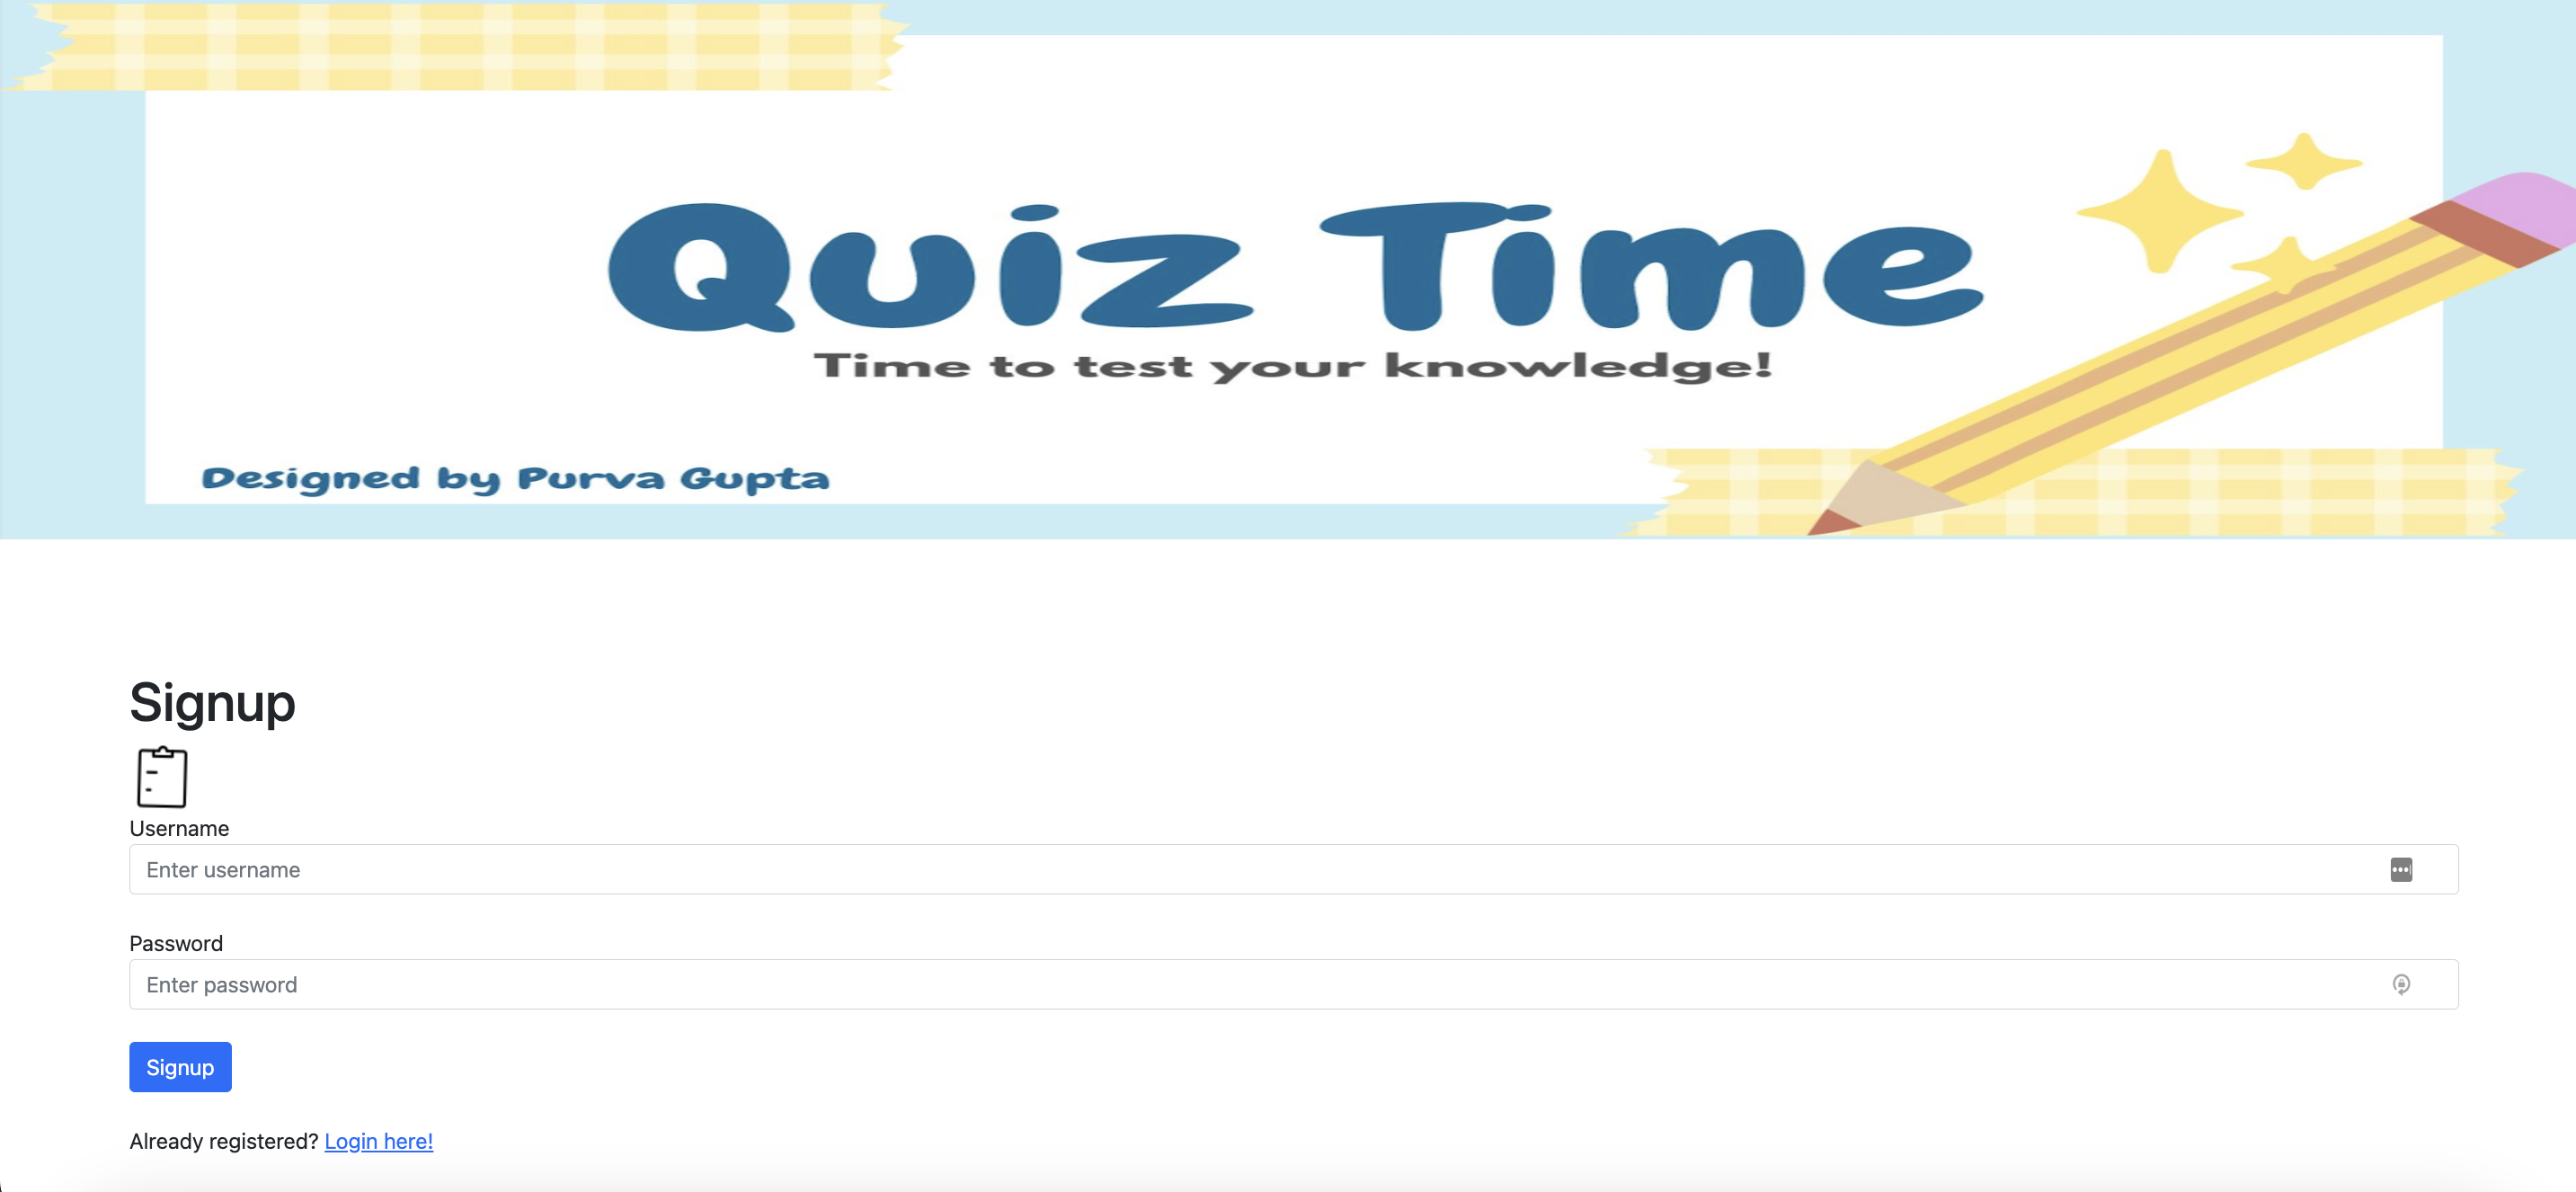 Quiz Time
Time to test your knowledge!
Designed by Purva Gupta
Signup
Username
Enter username
Password
Enter password
Signup
Already registered? Login here!